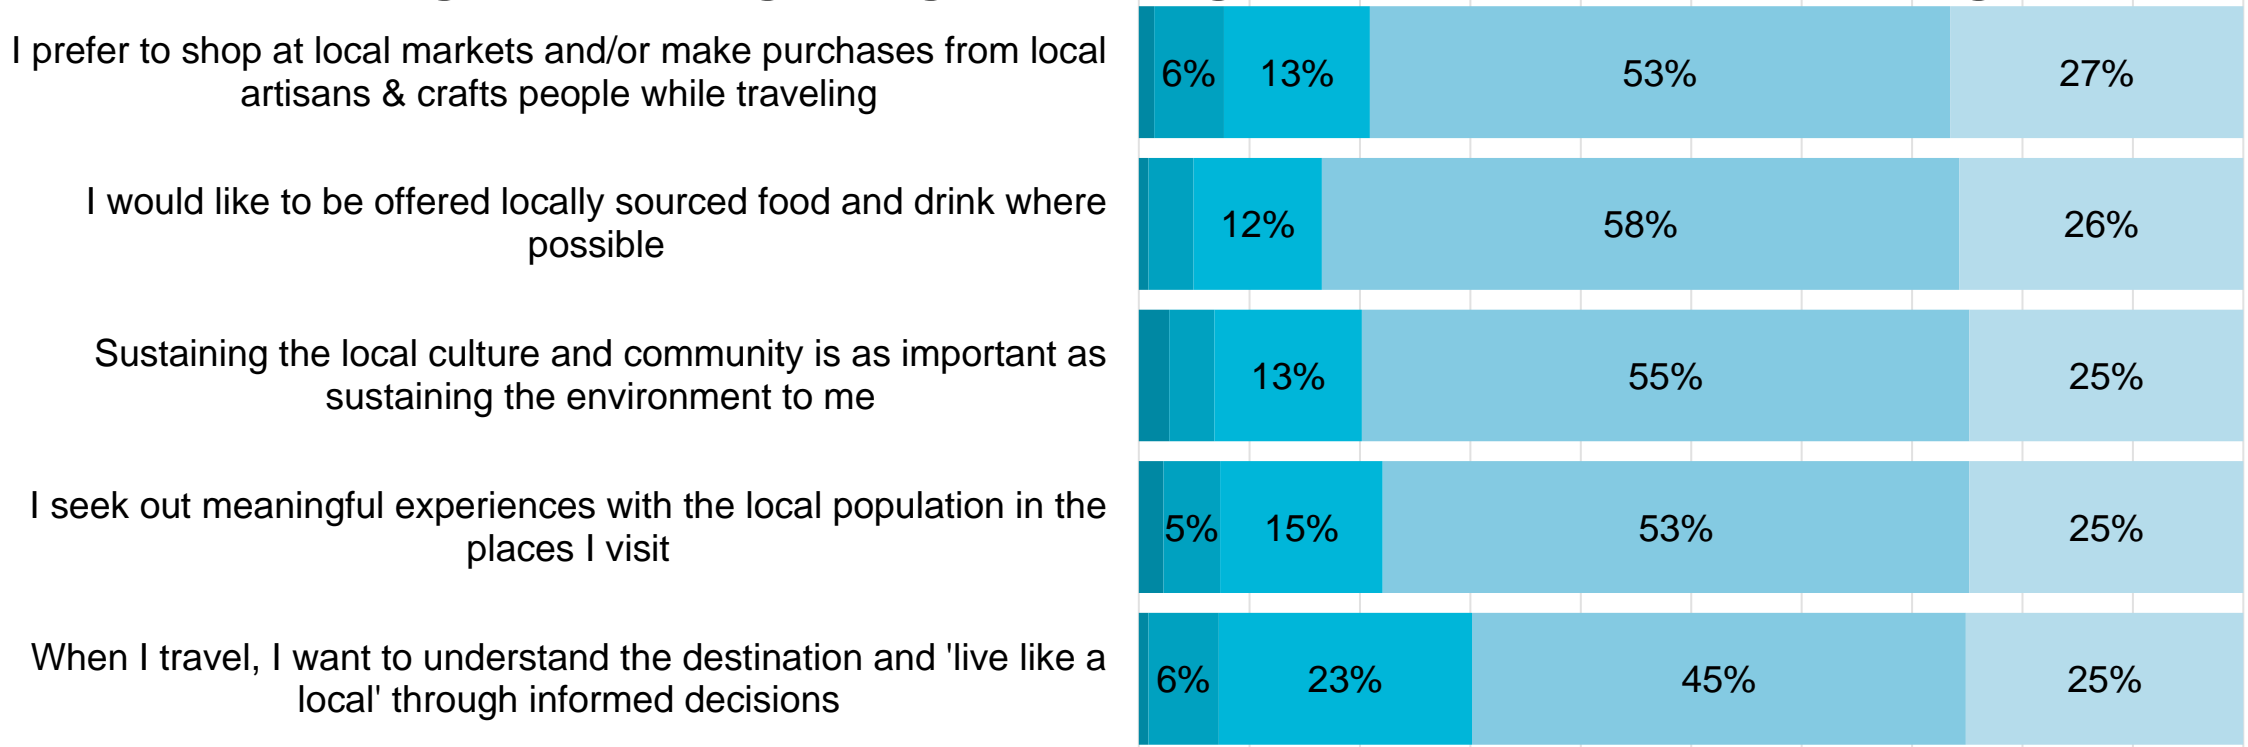 I prefer to shop at local markets and/or make purchases from local
artisans & crafts people while traveling
6% 13% 53% 27%
I would like to be offered locally sourced food and drink where
possible
12% 58% 26%
Sustaining the local culture and community is as important as
sustaining the environment to me
13% 55% 25%
I seek out meaningful experiences with the local population in the
places I visit
5% 15% 53% 25%
When I travel, I want to understand the destination and 'live like a
local' through informed decisions
6% 23% 45% 25%